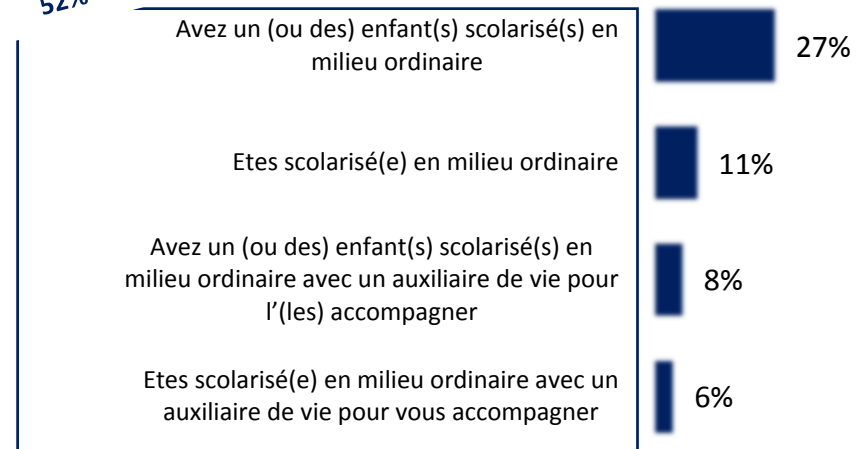 52%
Avez un (ou des) enfant(s) scolarisé(s) en
milieu ordinaire
27%
Etes scolarisé(e) en milieu ordinaire
11%
Avez un (ou des) enfant(s) scolarisé(s) en
milieu ordinaire avec un auxiliaire de vie pour
l’(les) accompagner
8%
Etes scolarisé(e) en milieu ordinaire avec un
auxiliaire de vie pour vous accompagner
6%